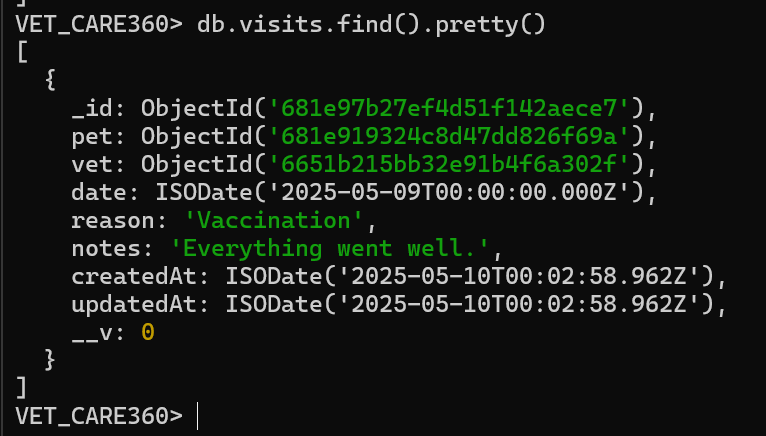 ]
VET_CARE360> db.visits.find().pretty()
[
  {
    _id: ObjectId('681e97b27ef4d51f142aece7'),
    pet: ObjectId('681e919324c8d47dd826f69a'),
    vet: ObjectId('6651b215bb32e91b4f6a302f'),
    date: ISODate('2025-05-09T00:00:00.000Z'),
    reason: 'Vaccination',
    notes: 'Everything went well.',
    createdAt: ISODate('2025-05-10T00:02:58.962Z'),
    updatedAt: ISODate('2025-05-10T00:02:58.962Z'),
    __v: 0
  }
]
VET_CARE360>